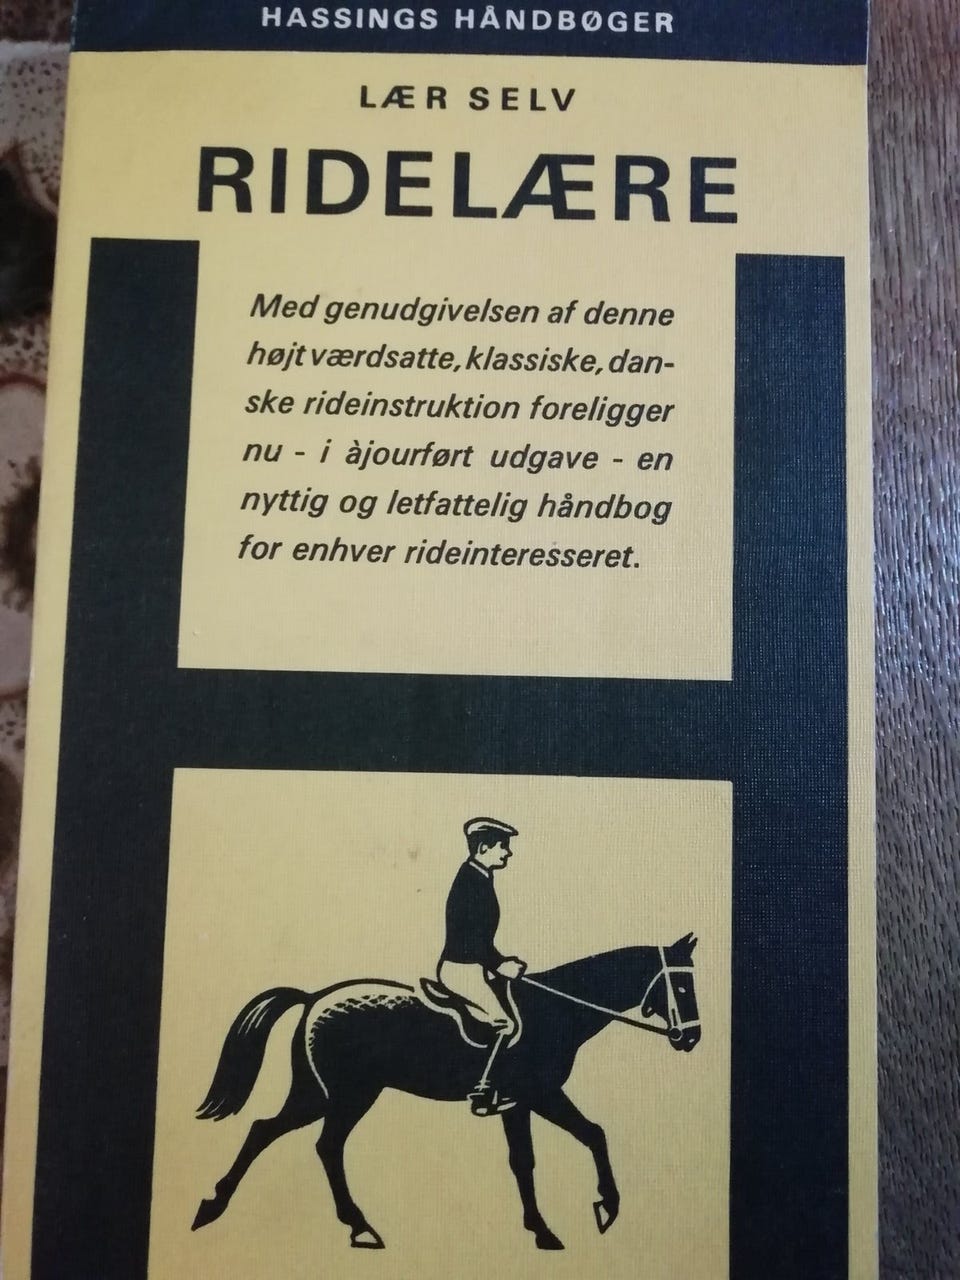 HASSINGS HÅNDBØGER
LÆR SELV
RIDELÆRE
Med genudgivelsen af denne
højt værdsatte, klassiske, dan-
ske rideinstruktion foreligger
nu - i àjourført udgave - en
nyttig og letfattelig håndbog
for enhver rideinteresseret.